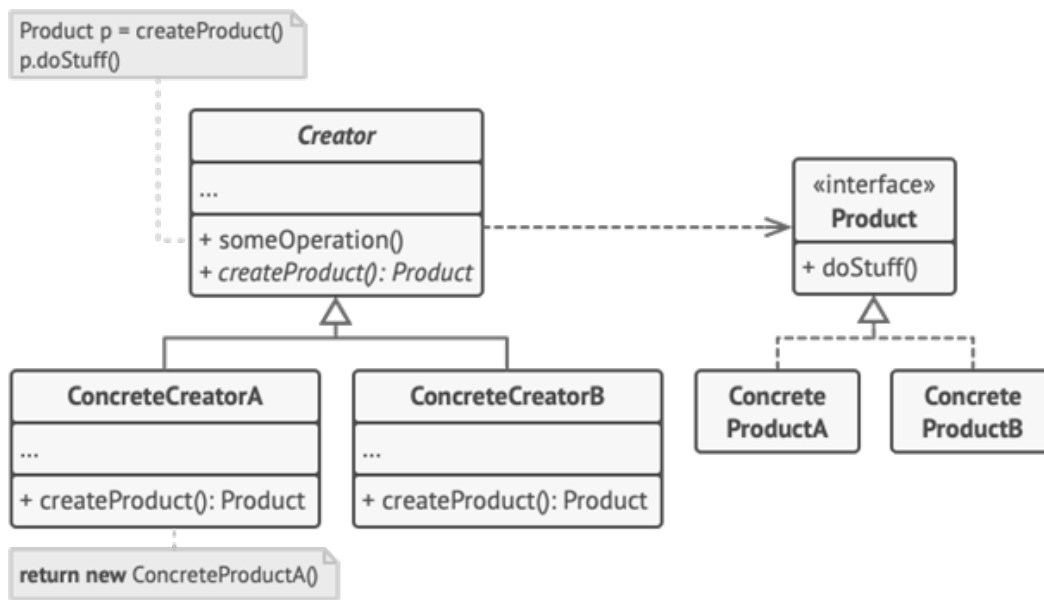 Product p = createProduct()
p.doStuff()
Creator
...
+ someOperation()
+ createProduct(): Product
«interface»
Product
+ doStuff()
ConcreteCreatorA
...
+ createProduct(): Product
ConcreteCreatorB
...
+ createProduct(): Product
Concrete
ProductA
Concrete
ProductB
return new ConcreteProductA()